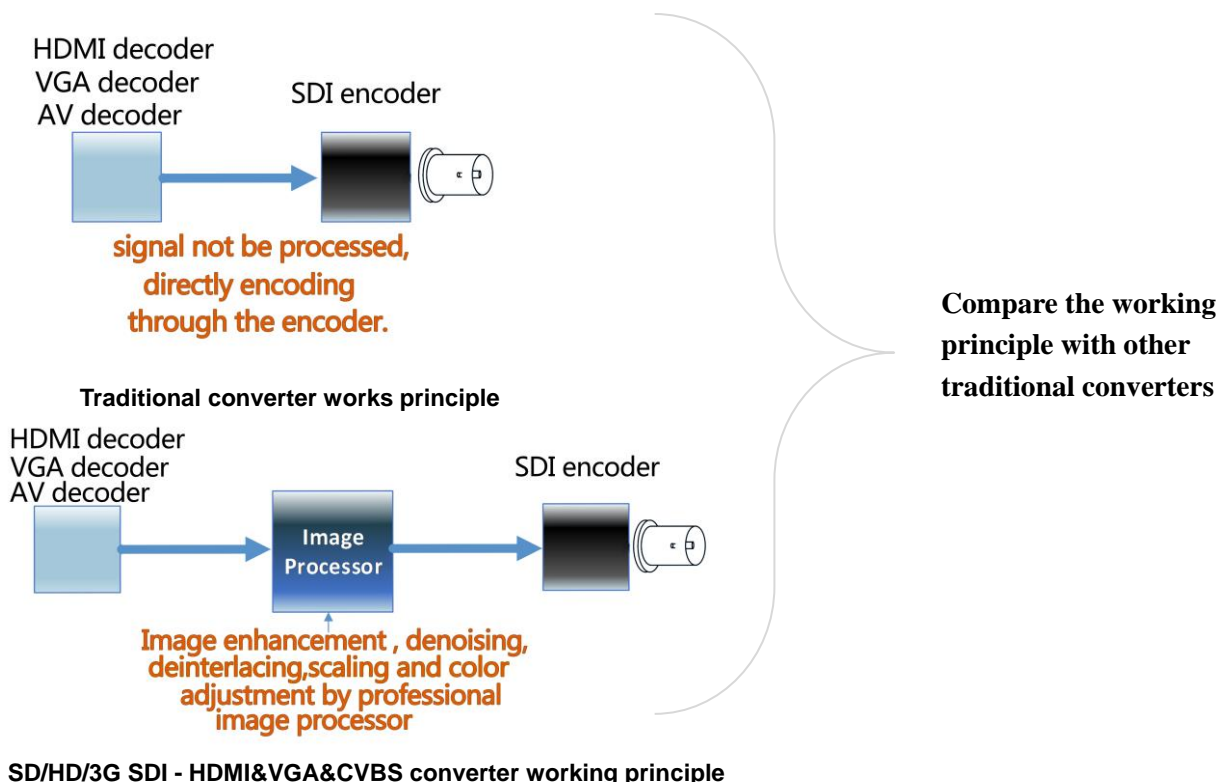 HDMI decoder
VGA decoder
AV decoder
SDI encoder
signal not be processed,
directly encoding
through the encoder.
Traditional converter works principle
HDMI decoder
VGA decoder
AV decoder
SDI encoder
Image
Processor
Image enhancement , denoising,
deinterlacing,scaling and color
adjustment by professional
image processor
SD/HD/3G SDI - HDMI&VGA&CVBS converter working principle
Compare the working
principle with other
traditional converters